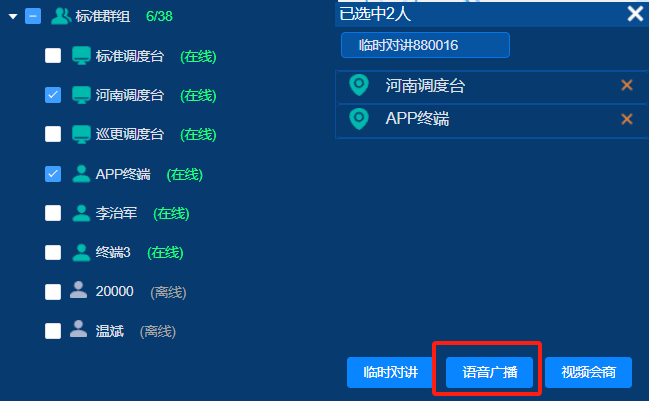 标准群组 6/38
标准调度台 (在线)
河南调度台 (在线)
巡更调度台 (在线)
APP终端 (在线)
李治军 (在线)
终端3 (在线)
20000 (离线)
温斌 (离线)
已选中2人
临时对讲880016
河南调度台
APP终端
临时对讲 语音广播 视频会商